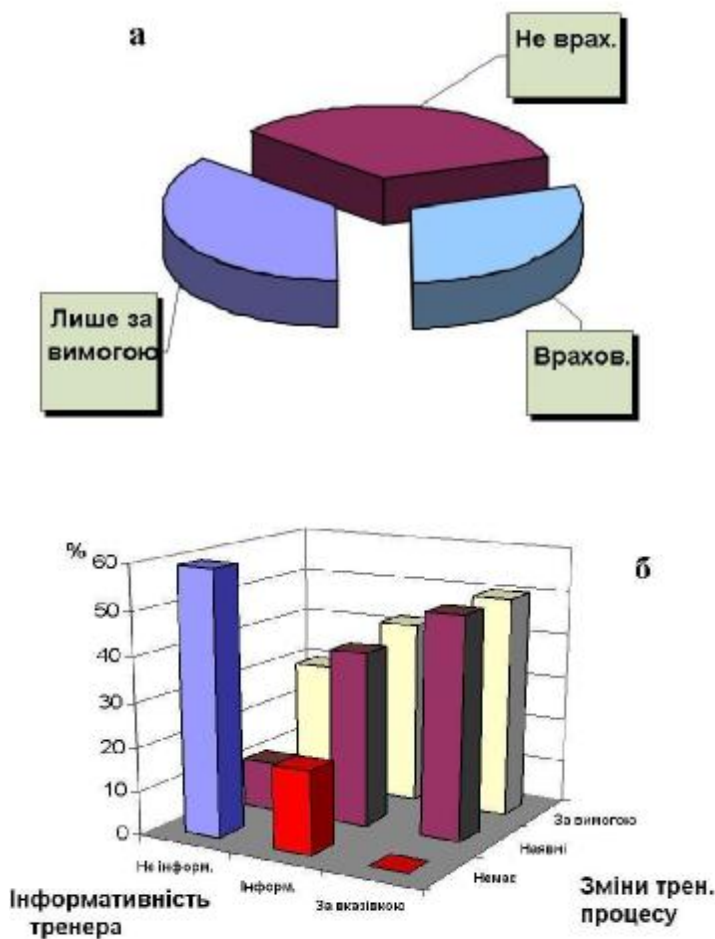 а
Не врах.
Лише за
вимогою
Врахов.
б
%
60
50
40
30
20
10
0
Не інформ.
Інформ.
За вказівкою
Немає
Наявні
За вимогою
Інформативність
тренера
Зміни трен.
процесу